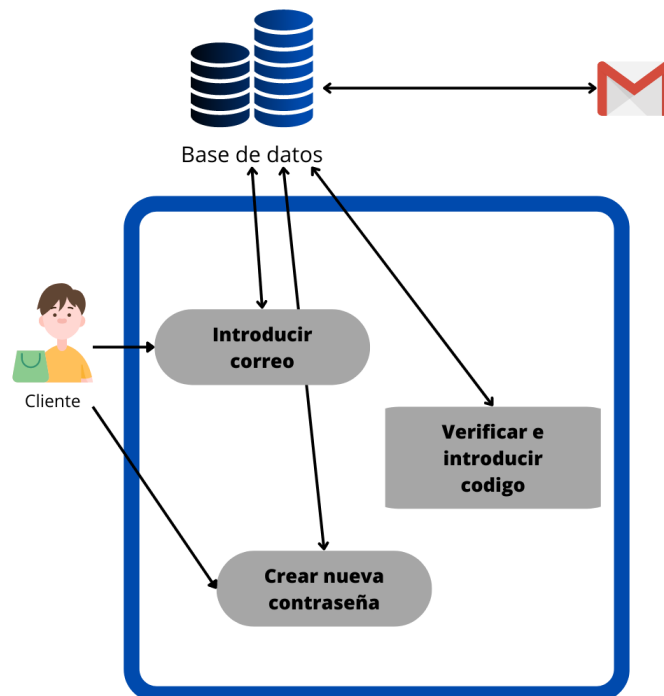 Base de datos
Introducir
correo
Cliente
Verificar e
introducir
codigo
Crear nueva
contraseña